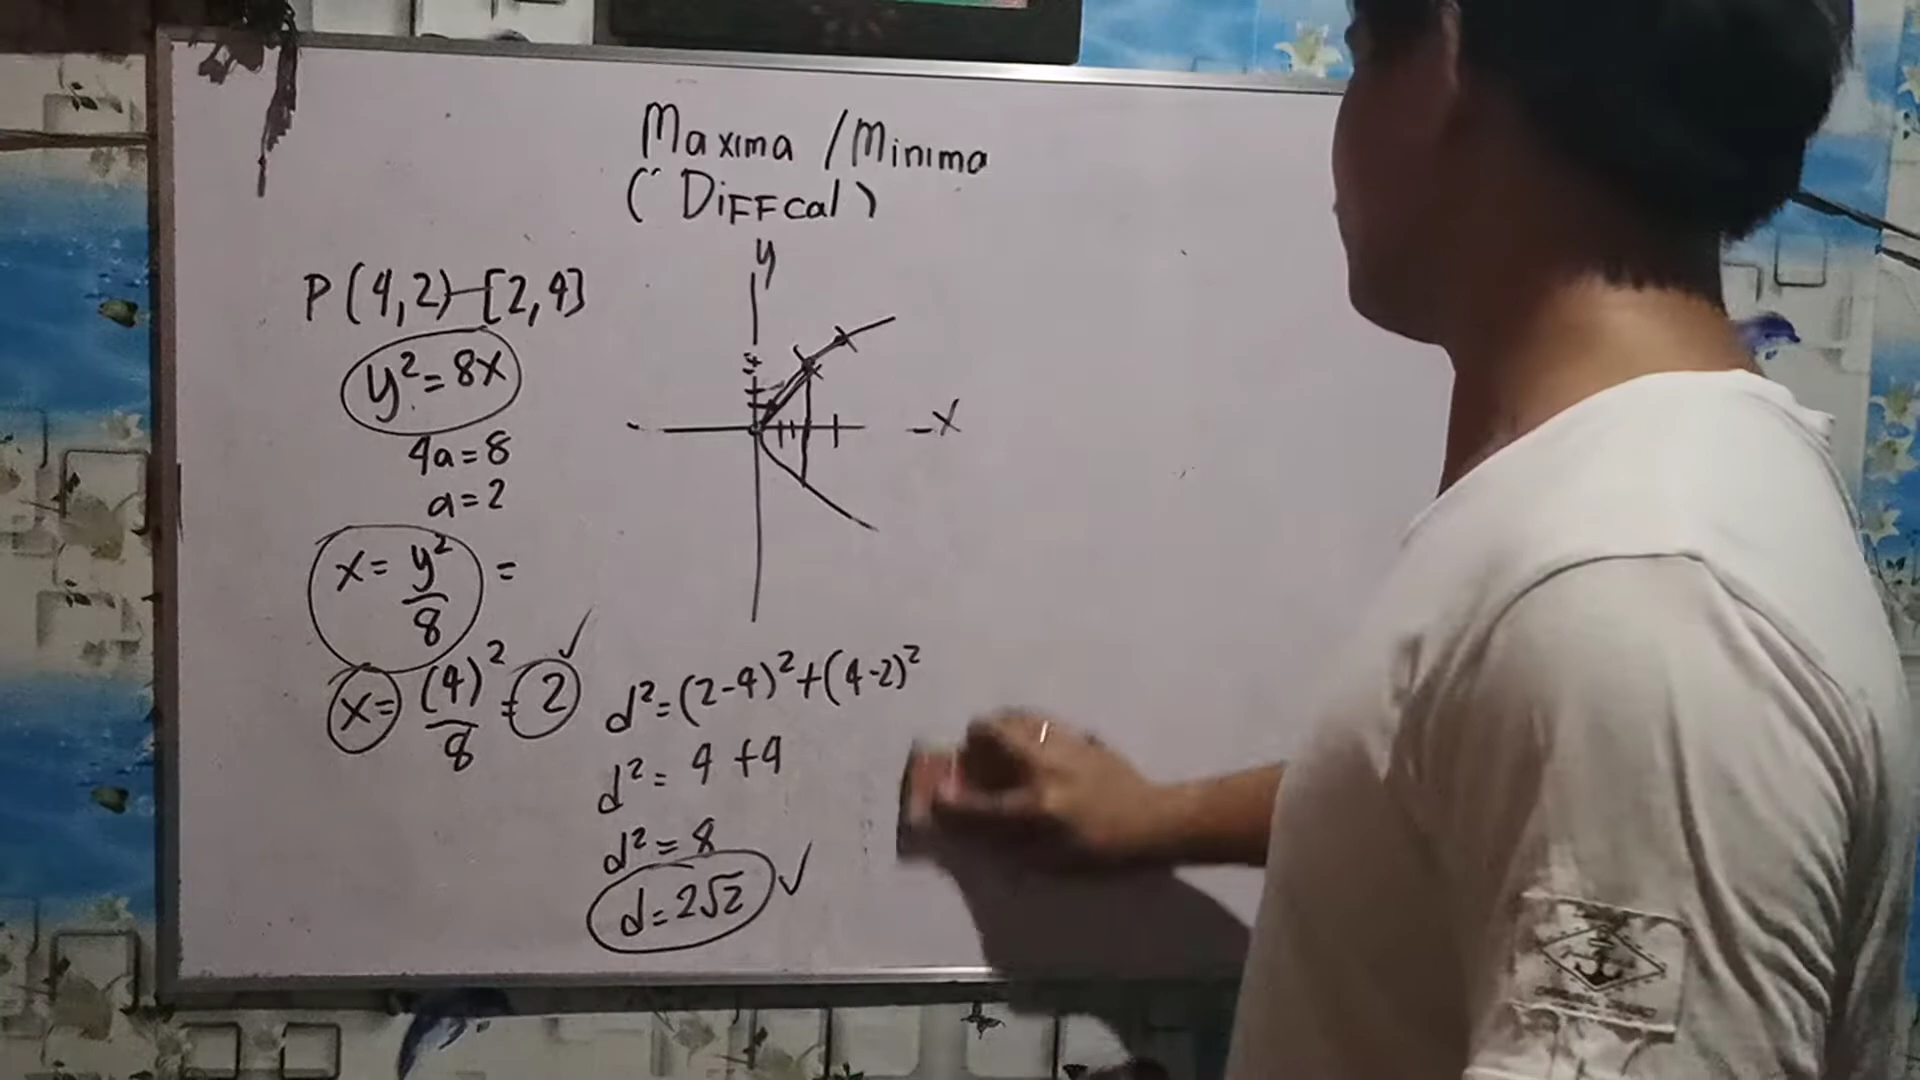 Maxima / Minima
(Diffcal)
P(4,2) - [2,4]
y² = 8x
4a = 8
a = 2
x = y²/8 =
x = (4)²/8 = 2 ✓
y
x
d² = (2-4)² + (4-2)²
d² = 4 + 4
d² = 8
d = 2√2 ✓